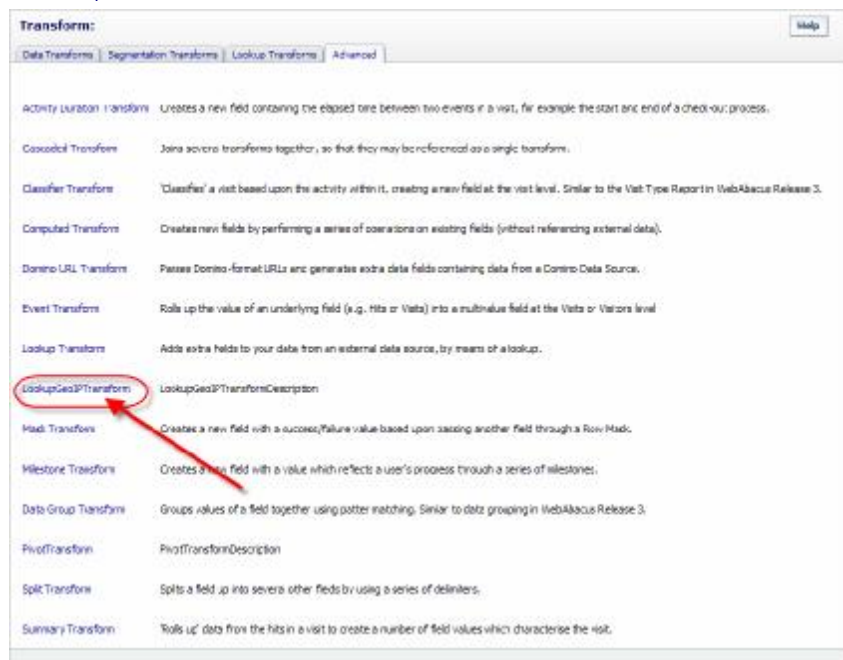 Transform:
Help
Data Transforms | Segmentation Transforms | Lookup Transforms | Advanced
Activity Duration Transform Creates a new field containing the elapsed time between two events in a visit, for example the start and end of a check-out process.
Cascaded Transform Joins several transforms together, so that they may be referenced as a single transform.
Classifier Transform 'Classifies' a visit based upon the activity within it, creating a new field at the visit level. Similar to the Visit Type Report in WebAbacus Release 3.
Computed Transform Creates new fields by performing a series of operations on existing fields (without referencing external data).
Domino URL Transform Parses Domino-format URLs and generates extra data fields containing data from a Domino Data Source.
Event Transform Rolls up the value of an underlying field (e.g. Hits or Visits) into a multivalue field at the Visits or Visitors level
Lookup Transform Adds extra fields to your data from an external data source, by means of a lookup.
LookupGeoIPTransform LookupGeoIPTransformDescription
Mask Transform Creates a new field with a success/failure value based upon passing another field through a Row Mask.
Milestone Transform Creates a new field with a value which reflects a user's progress through a series of milestones.
Data Group Transform Groups values of a field together using patter matching. Similar to data grouping in WebAbacus Release 3.
PivotTransform PivotTransformDescription
Split Transform Splits a field up into several other fields by using a series of delimiters.
Summary Transform 'Rolls up' data from the hits in a visit to create a number of field values which characterise the visit.